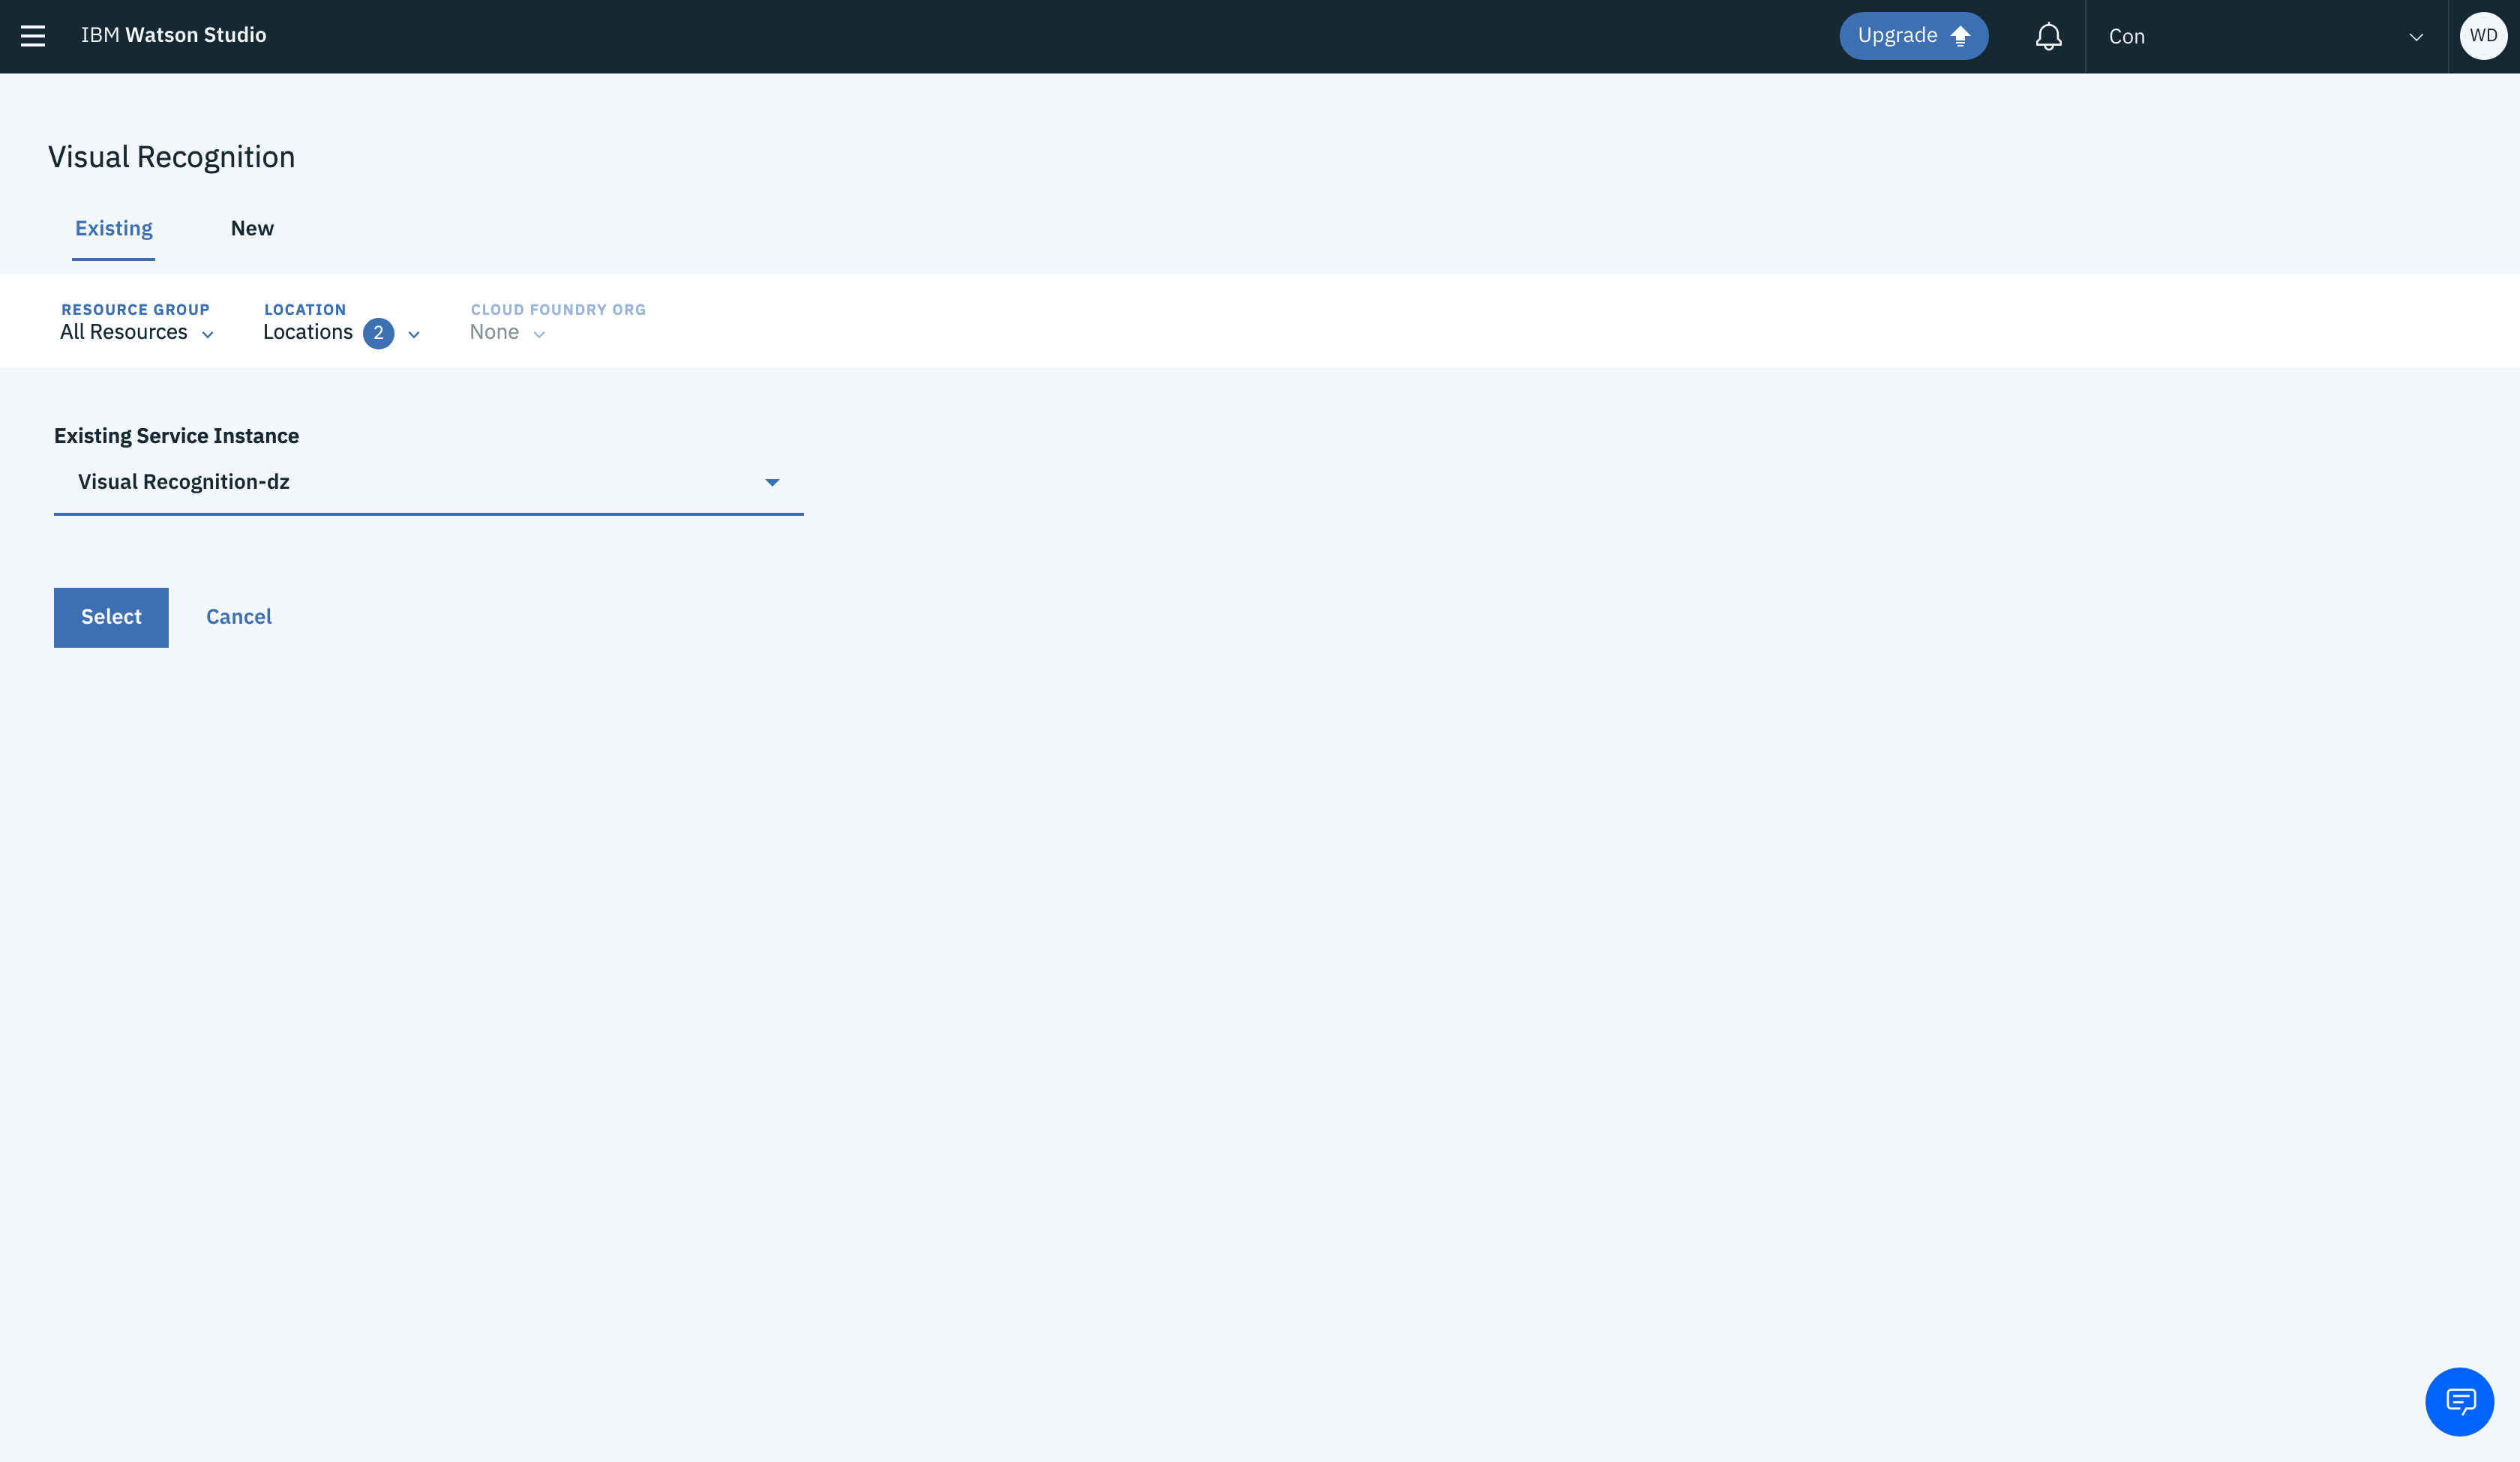 IBM Watson Studio
Upgrade
Con
WD
Visual Recognition
Existing
New
RESOURCE GROUP
All Resources
LOCATION
Locations 2
CLOUD FOUNDRY ORG
None
Existing Service Instance
Visual Recognition-dz
Select
Cancel